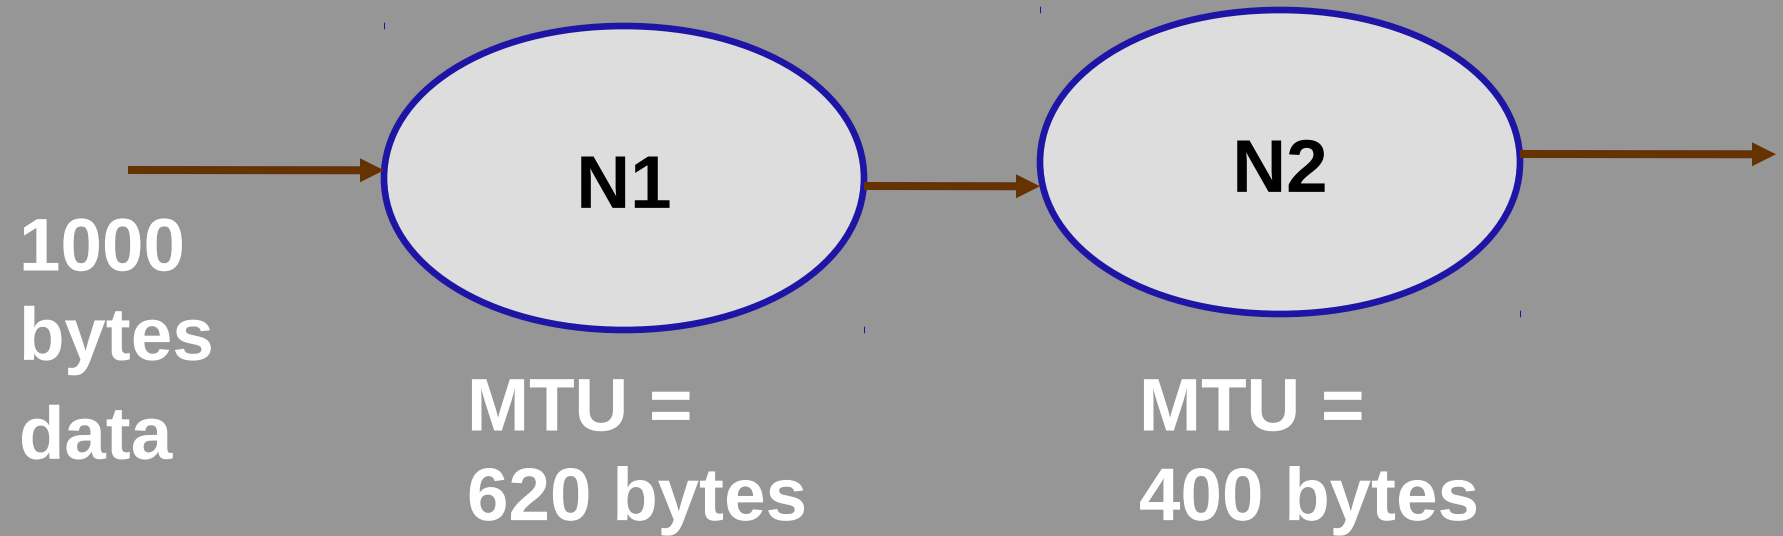 N1
N2
1000
bytes
data
MTU =
620 bytes
MTU =
400 bytes